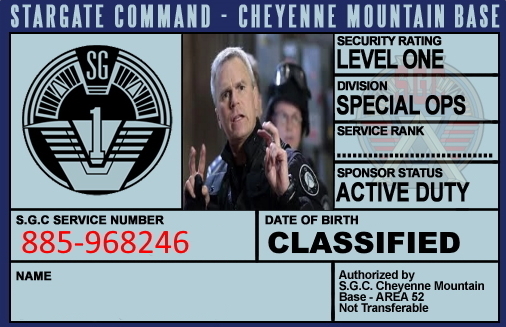 STARGATE COMMAND - CHEYENNE MOUNTAIN BASE
SG
1
SECURITY RATING
LEVEL ONE
DIVISION
SPECIAL OPS
SERVICE RANK
SPONSOR STATUS
ACTIVE DUTY
S.G.C SERVICE NUMBER
885-968246
DATE OF BIRTH
CLASSIFIED
NAME
Authorized by
S.G.C. Cheyenne Mountain
Base - AREA 52
Not Transferable